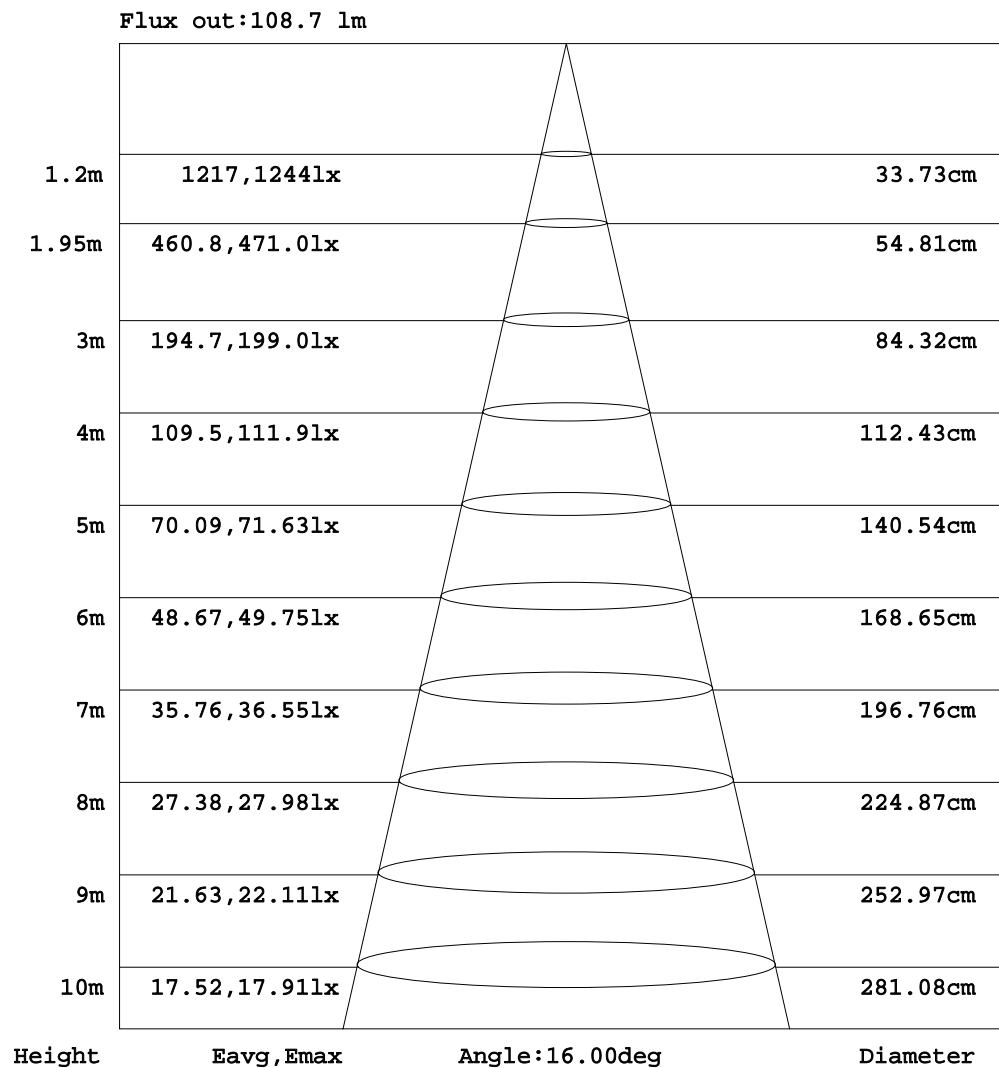 Flux out:108.7 lm
1.2m 1217,1244lx 33.73cm
1.95m 460.8,471.0lx 54.81cm
3m 194.7,199.0lx 84.32cm
4m 109.5,111.9lx 112.43cm
5m 70.09,71.63lx 140.54cm
6m 48.67,49.75lx 168.65cm
7m 35.76,36.55lx 196.76cm
8m 27.38,27.98lx 224.87cm
9m 21.63,22.11lx 252.97cm
10m 17.52,17.91lx 281.08cm
Height Eavg,Emax Angle:16.00deg Diameter